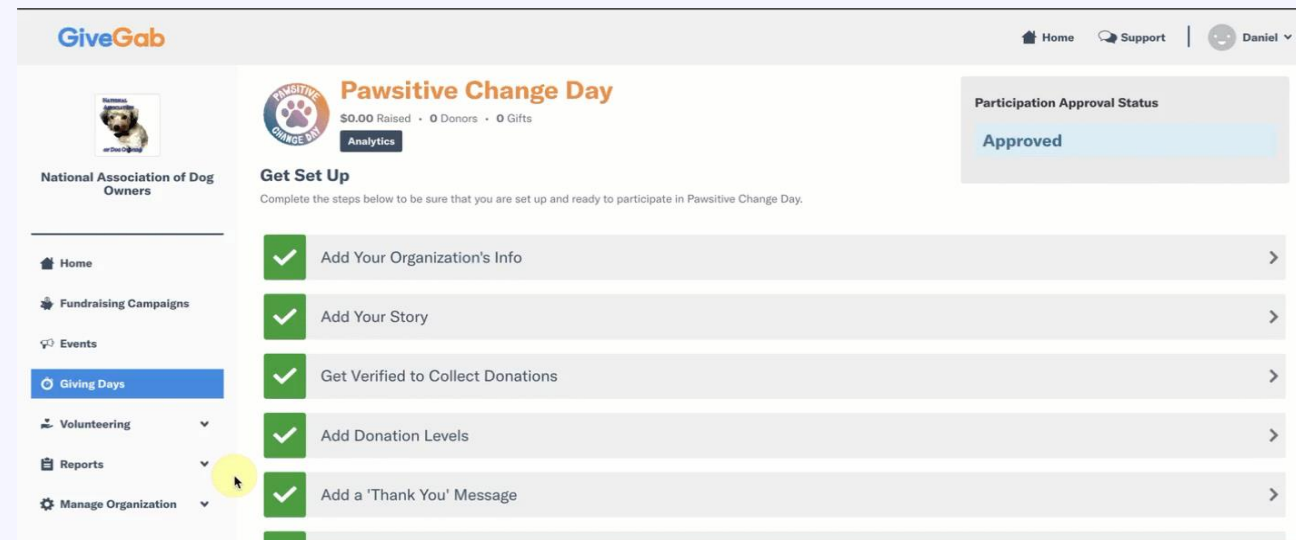 GiveGab
Home
Support
Daniel
NATIONAL
National Association of Dog
Owners
Home
Fundraising Campaigns
Events
Giving Days
Volunteering
Reports
Manage Organization
PAWSITIVE
CHANGE DAY
Pawsitive Change Day
$0.00 Raised • 0 Donors • 0 Gifts
Analytics
Get Set Up
Complete the steps below to be sure that you are set up and ready to participate in Pawsitive Change Day.
Add Your Organization's Info
Add Your Story
Get Verified to Collect Donations
Add Donation Levels
Add a 'Thank You' Message
Participation Approval Status
Approved